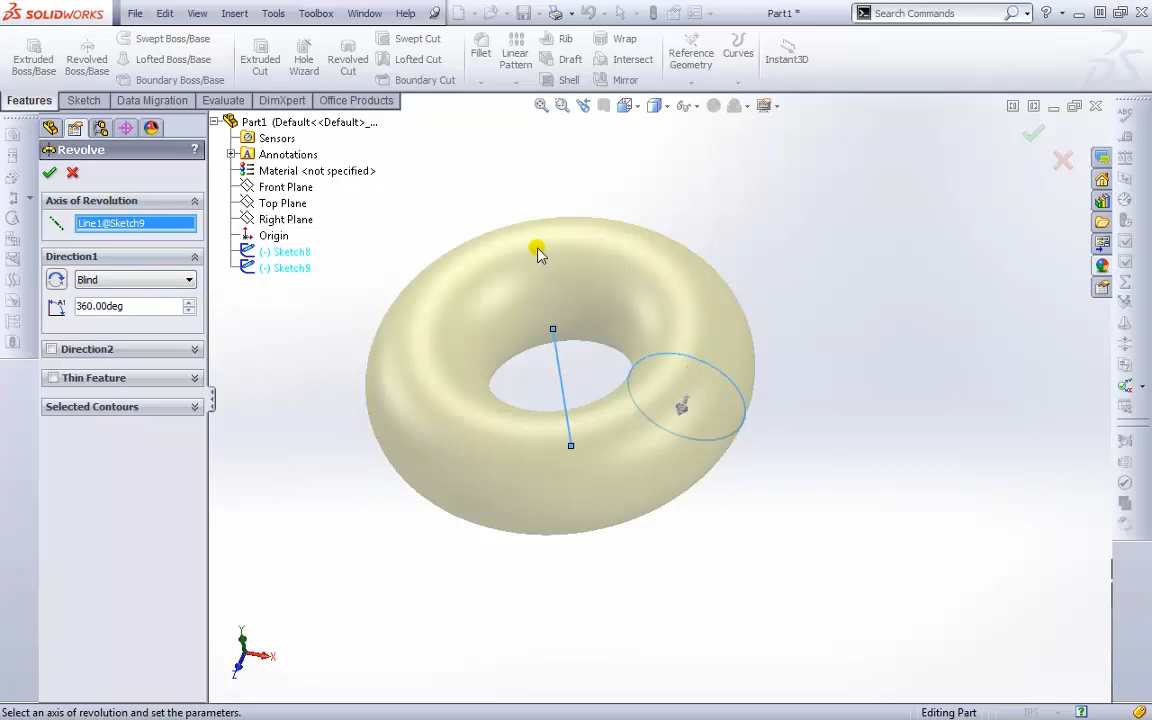 SOLIDWORKS File Edit View Insert Tools Toolbox Window Help Part1 * Search Commands ?
Extruded Boss/Base
Revolved Boss/Base
Swept Boss/Base
Lofted Boss/Base
Boundary Boss/Base
Extruded Cut
Hole Wizard
Revolved Cut
Swept Cut
Lofted Cut
Boundary Cut
Fillet
Linear Pattern
Rib
Draft
Shell
Wrap
Intersect
Mirror
Reference Geometry
Curves
Instant3D
Features Sketch Data Migration Evaluate DimXpert Office Products
Revolve ?
Axis of Revolution
Line1@Sketch9
Direction1
Blind
360.00deg
Direction2
Thin Feature
Selected Contours
Part1 (Default<<Default>_...
Sensors
Annotations
Material <not specified>
Front Plane
Top Plane
Right Plane
Origin
(-) Sketch8
(-) Sketch9
Y
X
Z
Select an axis of revolution and set the parameters. Editing Part IPS ?